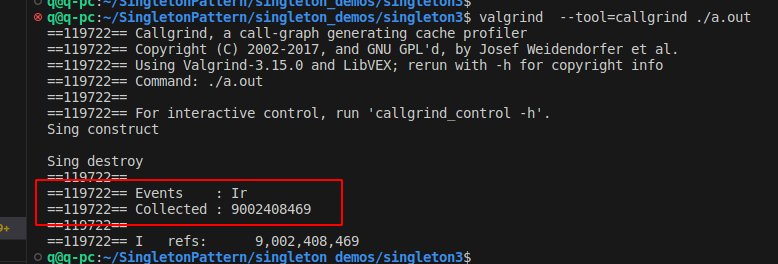 q@q-pc:~/SingletonPattern/singleton_demos/singleton3$
q@q-pc:~/SingletonPattern/singleton_demos/singleton3$ valgrind  --tool=callgrind ./a.out
==119722== Callgrind, a call-graph generating cache profiler
==119722== Copyright (C) 2002-2017, and GNU GPL'd, by Josef Weidendorfer et al.
==119722== Using Valgrind-3.15.0 and LibVEX; rerun with -h for copyright info
==119722== Command: ./a.out
==119722==
==119722== For interactive control, run 'callgrind_control -h'.
Sing construct

Sing destroy
==119722==
==119722== Events    : Ir
==119722== Collected : 9002408469
==119722==
==119722== I   refs:      9,002,408,469
9+
q@q-pc:~/SingletonPattern/singleton_demos/singleton3$